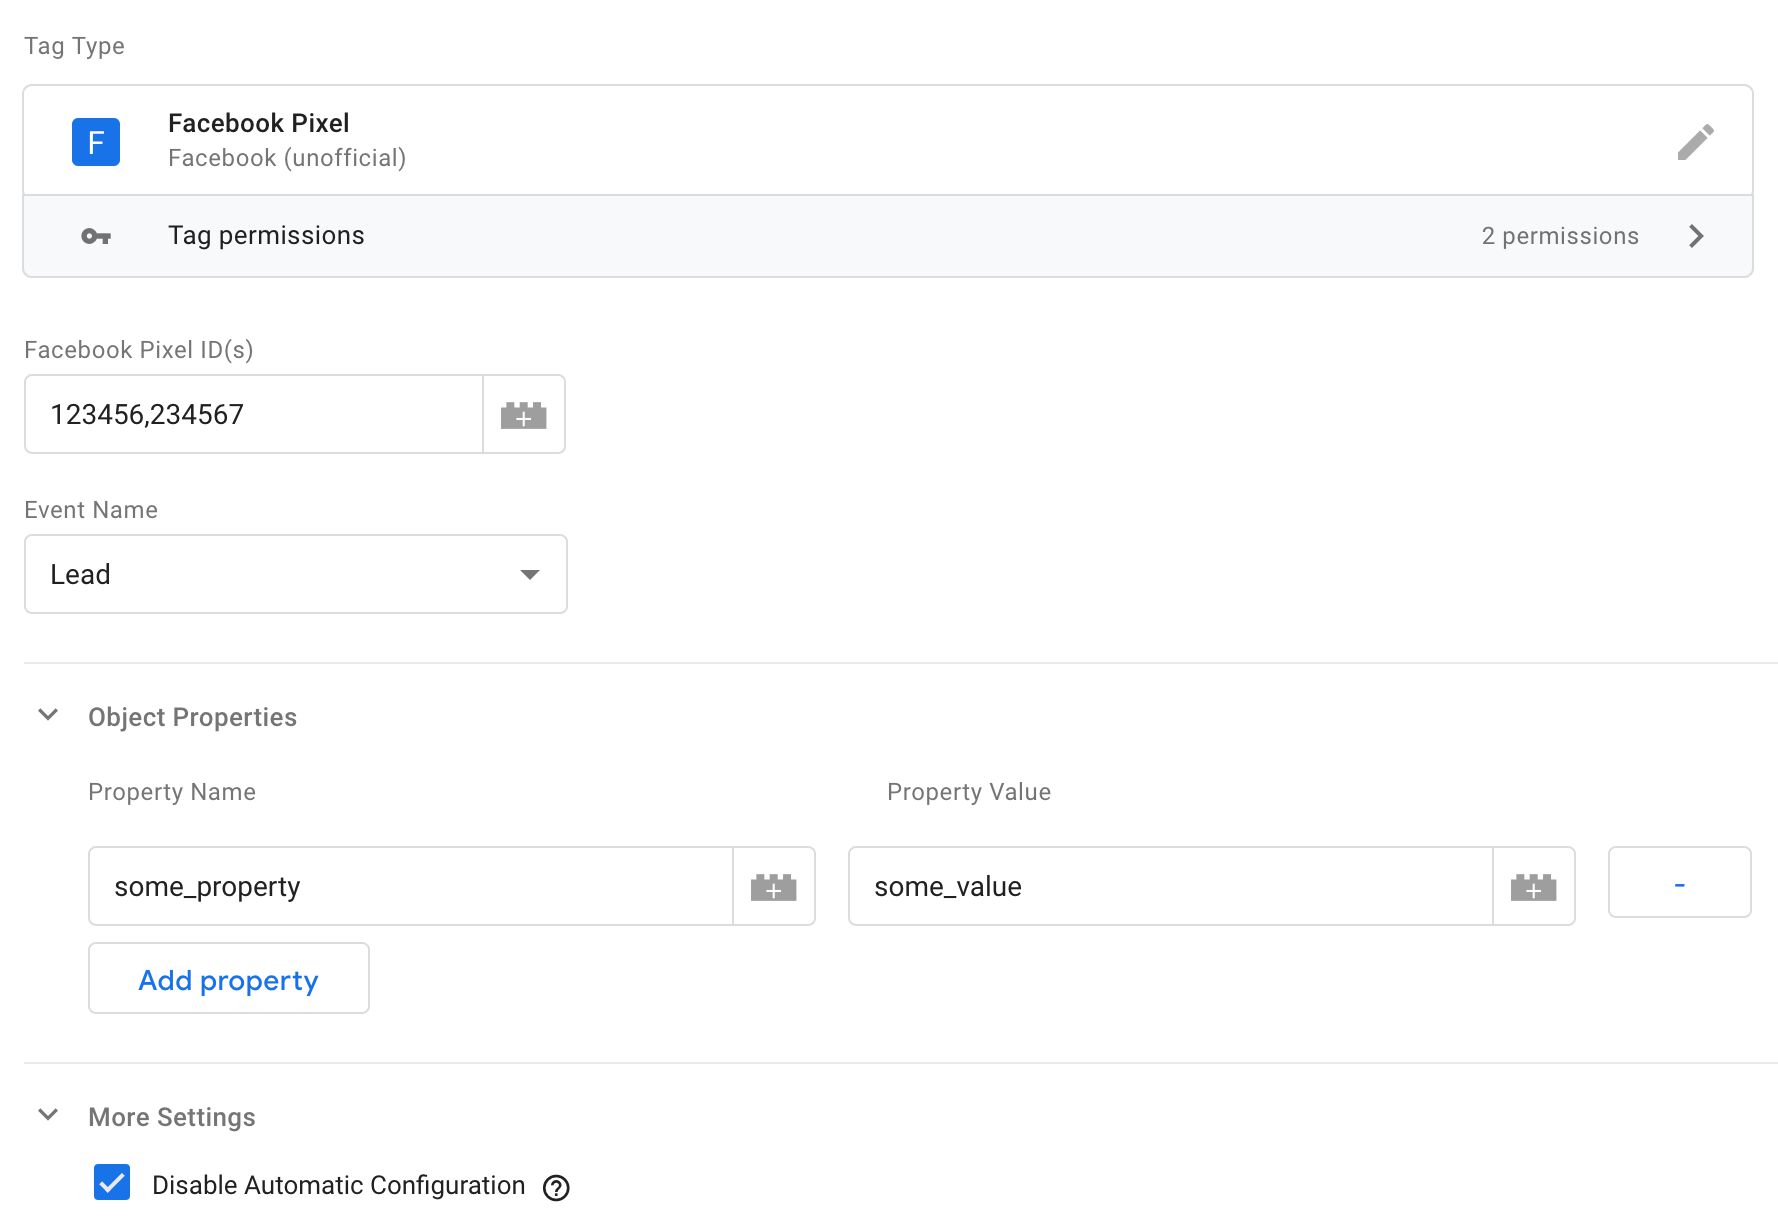 Tag Type
F
Facebook Pixel
Facebook (unofficial)
Tag permissions
2 permissions
Facebook Pixel ID(s)
123456,234567
Event Name
Lead
Object Properties
Property Name
Property Value
some_property
some_value
-
Add property
More Settings
Disable Automatic Configuration